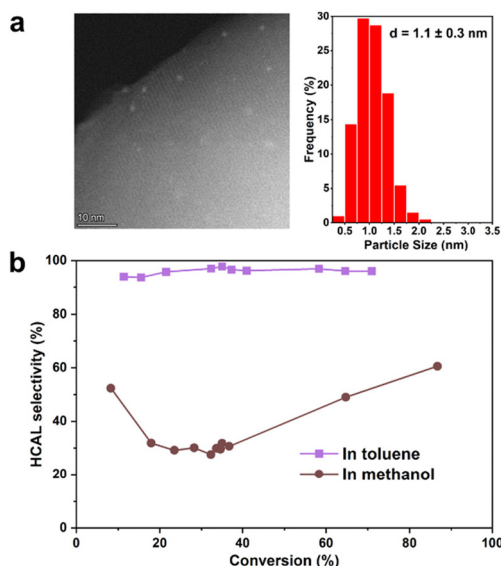 a
10 nm
d = 1.1 ± 0.3 nm
Frequency (%)
30
25
20
15
10
5
0
0.5 1.0 1.5 2.0 2.5 3.0 3.5
Particle Size (nm)
b
HCAL selectivity (%)
100
80
60
40
20
0
In toluene
In methanol
0 20 40 60 80 100
Conversion (%)